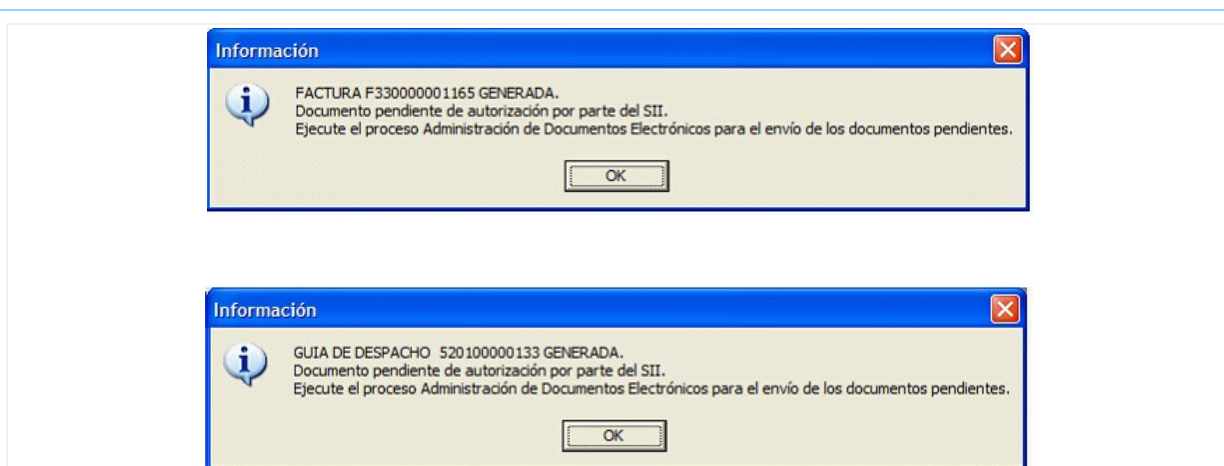 Información
FACTURA F330000001165 GENERADA.
Documento pendiente de autorización por parte del SII.
Ejecute el proceso Administración de Documentos Electrónicos para el envío de los documentos pendientes.
OK
Información
GUIA DE DESPACHO  520100000133 GENERADA.
Documento pendiente de autorización por parte del SII.
Ejecute el proceso Administración de Documentos Electrónicos para el envío de los documentos pendientes.
OK